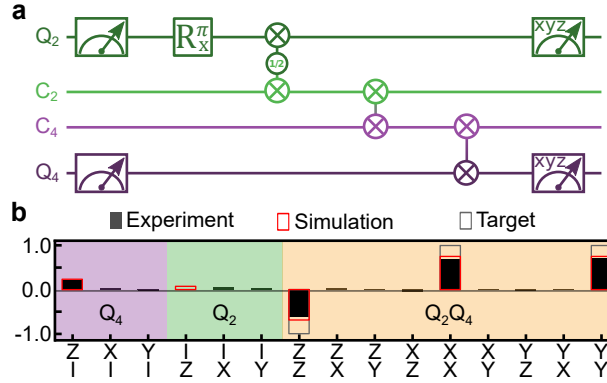 a
Q₂ R_x^π xyz
1/2
C₂
C₄
Q₄ xyz
b
Experiment Simulation Target
1.0
0.0
-1.0
Q₄ Q₂ Q₂Q₄
Z X Y I I I Z Z Z X X X Y Y Y
I I I Z X Y Z X Y Z X Y Z X Y